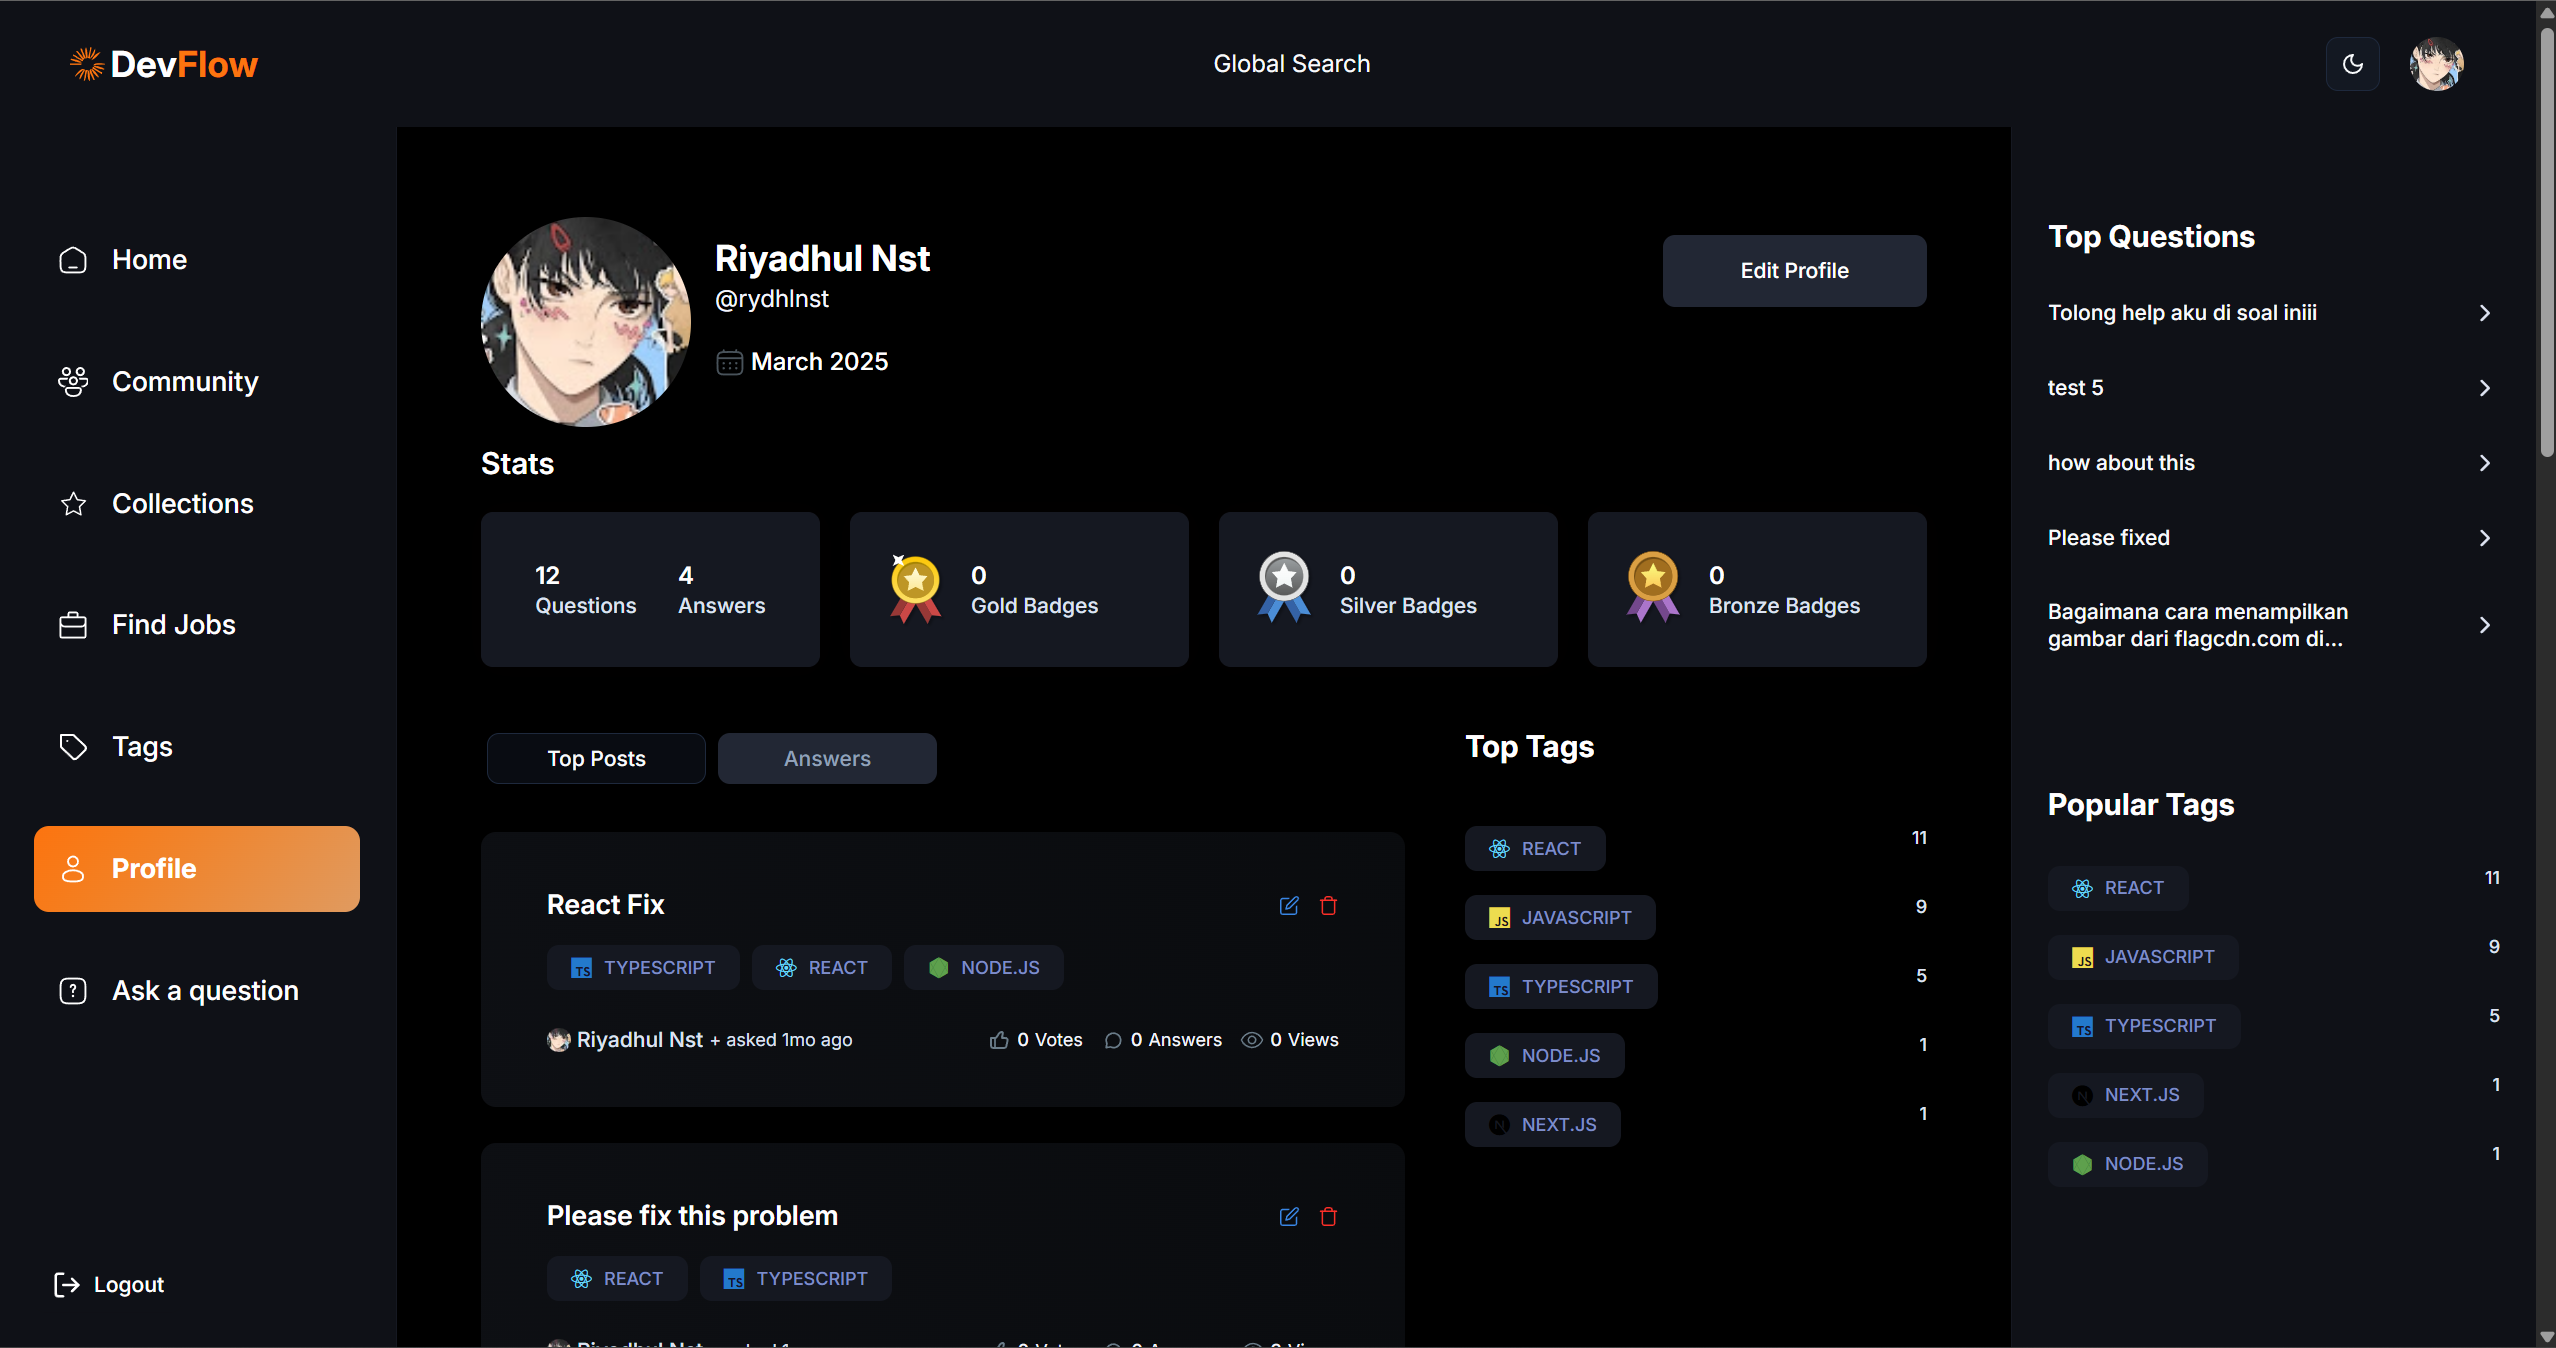 DevFlow
Global Search
Home
Community
Collections
Find Jobs
Tags
Profile
Ask a question
Logout
Riyadhul Nst
@rydhlnst
March 2025
Edit Profile
Stats
12
Questions
4
Answers
0
Gold Badges
0
Silver Badges
0
Bronze Badges
Top Posts
Answers
React Fix
TYPESCRIPT
REACT
NODE.JS
Riyadhul Nst + asked 1mo ago
0 Votes
0 Answers
0 Views
Please fix this problem
REACT
TYPESCRIPT
Top Tags
REACT
11
JAVASCRIPT
9
TYPESCRIPT
5
NODE.JS
1
NEXT.JS
1
Top Questions
Tolong help aku di soal iniii
test 5
how about this
Please fixed
Bagaimana cara menampilkan
gambar dari flagcdn.com di...
Popular Tags
REACT
11
JAVASCRIPT
9
TYPESCRIPT
5
NEXT.JS
1
NODE.JS
1